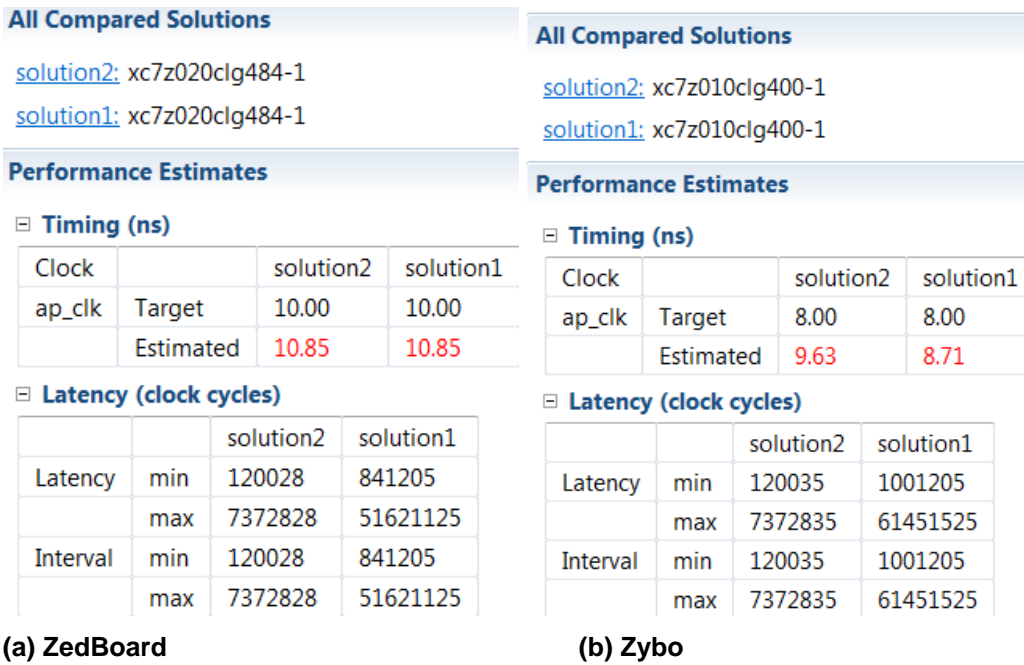 All Compared Solutions
solution2: xc7z020clg484-1
solution1: xc7z020clg484-1
Performance Estimates
Timing (ns)
Clock solution2 solution1
ap_clk Target 10.00 10.00
Estimated 10.85 10.85
Latency (clock cycles)
solution2 solution1
Latency min 120028 841205
max 7372828 51621125
Interval min 120028 841205
max 7372828 51621125
(a) ZedBoard
All Compared Solutions
solution2: xc7z010clg400-1
solution1: xc7z010clg400-1
Performance Estimates
Timing (ns)
Clock solution2 solution1
ap_clk Target 8.00 8.00
Estimated 9.63 8.71
Latency (clock cycles)
solution2 solution1
Latency min 120035 1001205
max 7372835 61451525
Interval min 120035 1001205
max 7372835 61451525
(b) Zybo